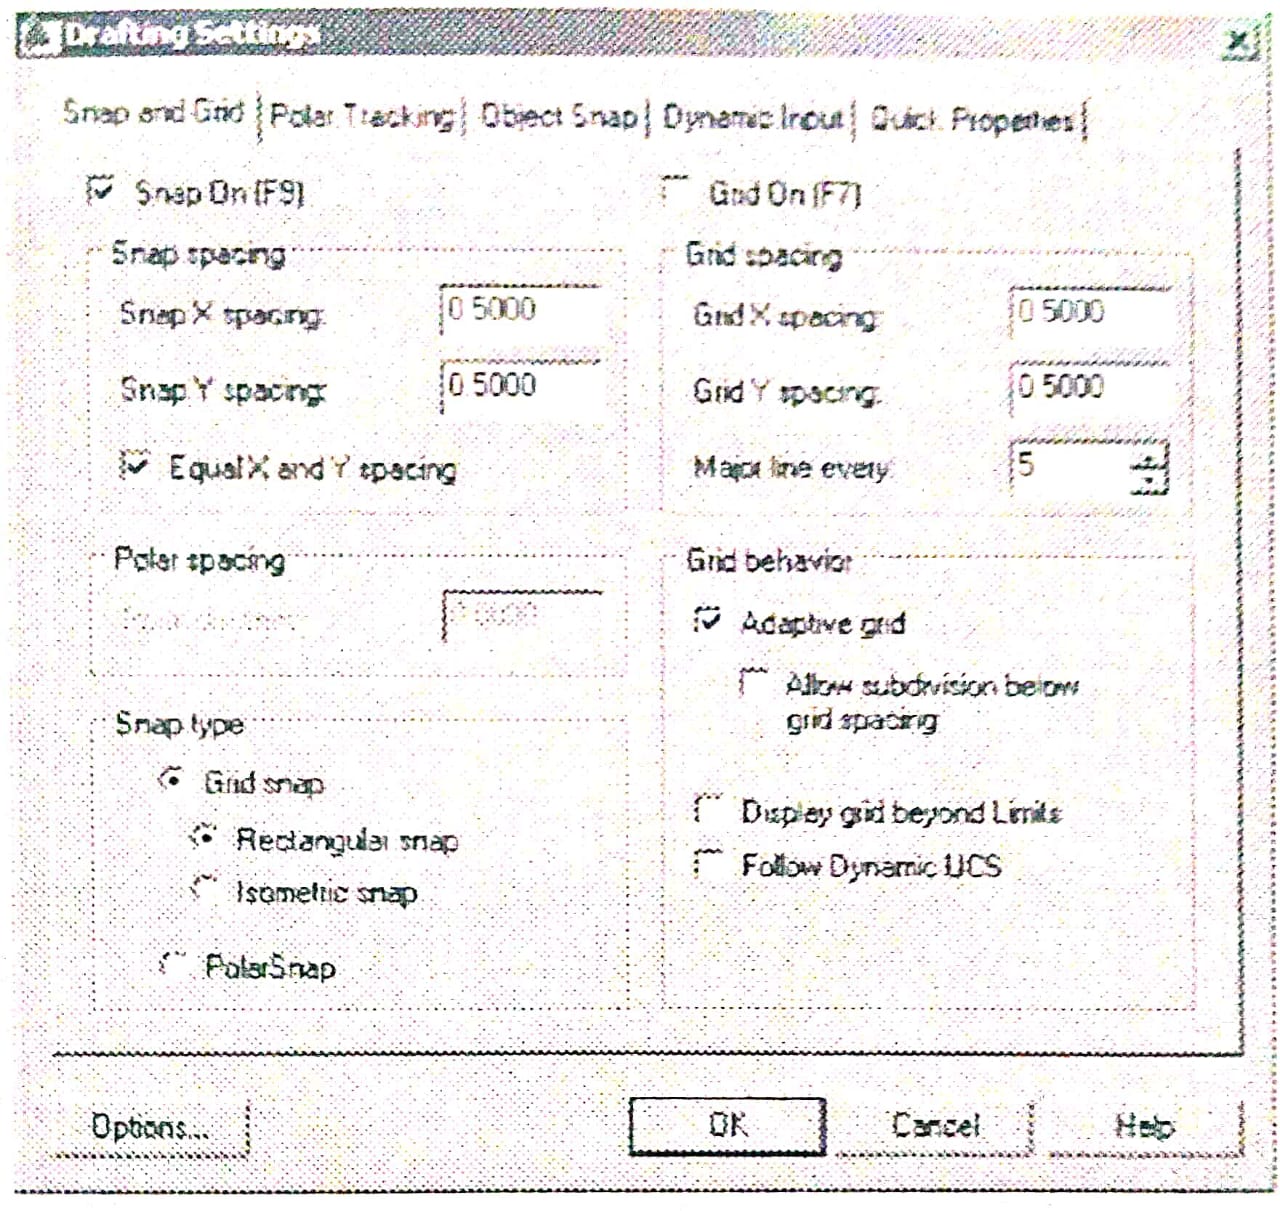 Drafting Settings
Snap and Grid Polar Tracking Object Snap Dynamic Input Quick Properties
Snap On (F9)
Snap spacing
Snap X spacing: 0.5000
Snap Y spacing: 0.5000
Equal X and Y spacing
Polar spacing
Snap type
Grid snap
Rectangular snap
Isometric snap
PolarSnap
Grid On (F7)
Grid spacing
Grid X spacing: 0.5000
Grid Y spacing: 0.5000
Major line every: 5
Grid behavior
Adaptive grid
Allow subdivision below
grid spacing
Display grid beyond Limits
Follow Dynamic UCS
Options... OK Cancel Help